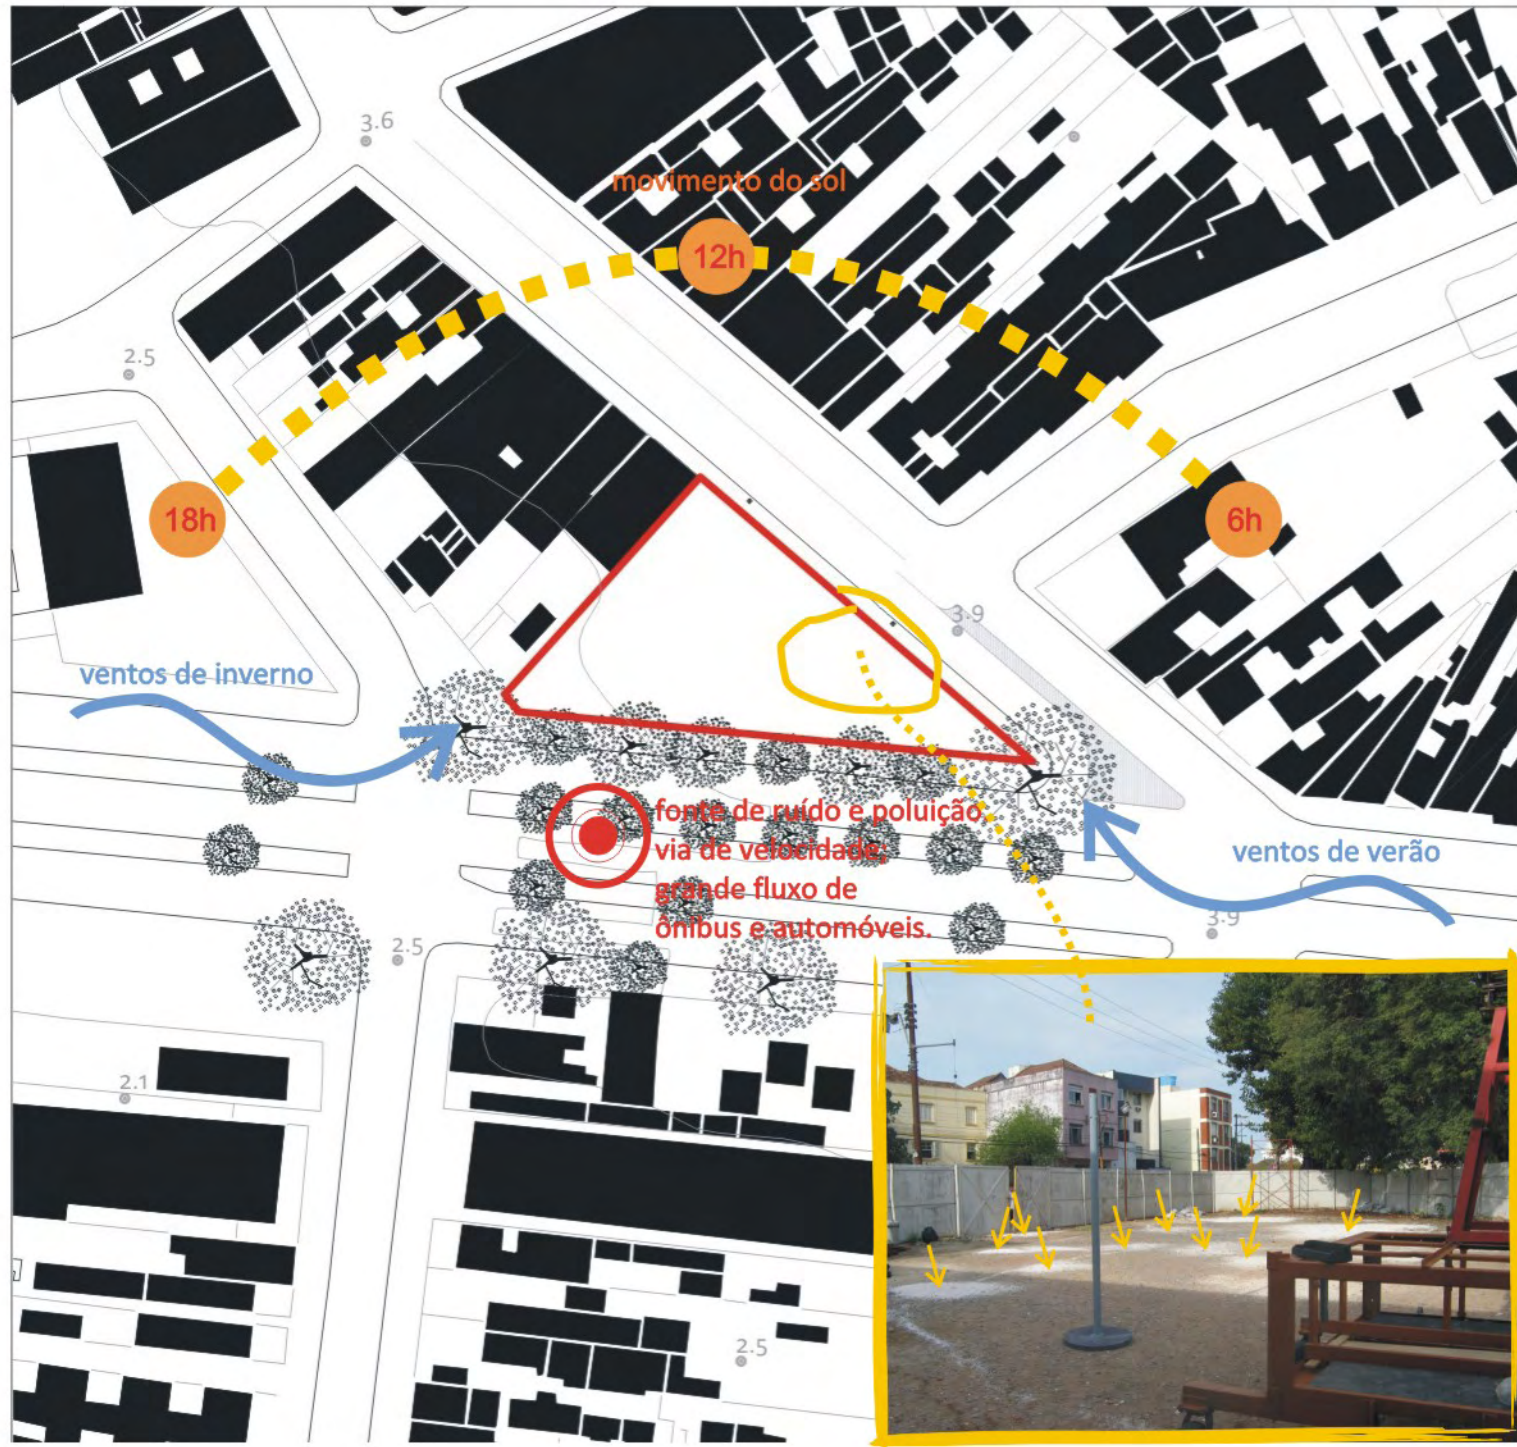 3.6
movimento do sol
12h
2.5
18h
6h
3.9
ventos de inverno
fonte de ruído e poluição
via de velocidade;
grande fluxo de
ônibus e automóveis.
ventos de verão
3.9
2.5
2.1
2.5